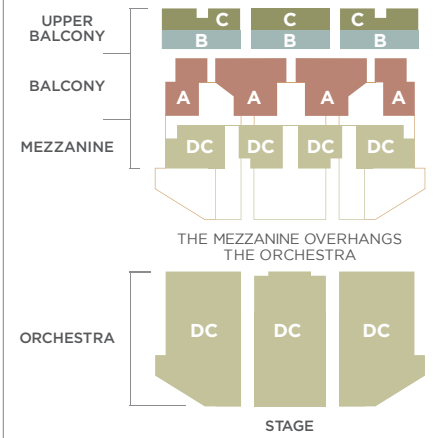 UPPER
BALCONY
C C C
B B B
BALCONY
A A A A
MEZZANINE
DC DC DC DC
THE MEZZANINE OVERHANGS
THE ORCHESTRA
ORCHESTRA
DC DC DC
STAGE